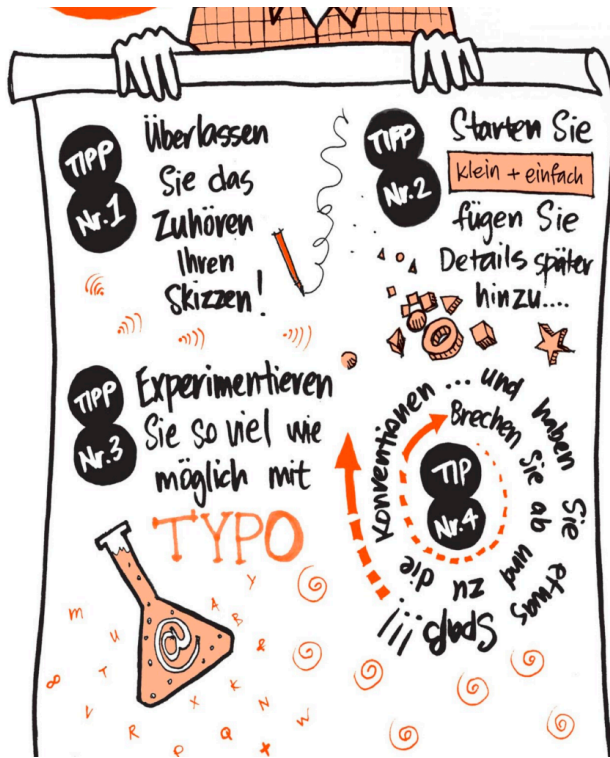 TIPP
Nr.1
Überlassen
Sie das
Zuhören
Ihren
Skizzen!
TIPP
Nr.2
Starten Sie
klein + einfach
fügen Sie
Details später
hinzu....
TIPP
Nr.3
Experimentieren
Sie so viel wie
möglich mit
TYPO
@
m
U
T
∞
V
R
P
Q
+
X
K
N
W
&
B
A
Y
TIP
Nr.4
Brechen Sie ab und zu die
Konventionen ... und haben Sie etwas
Spaß!!!